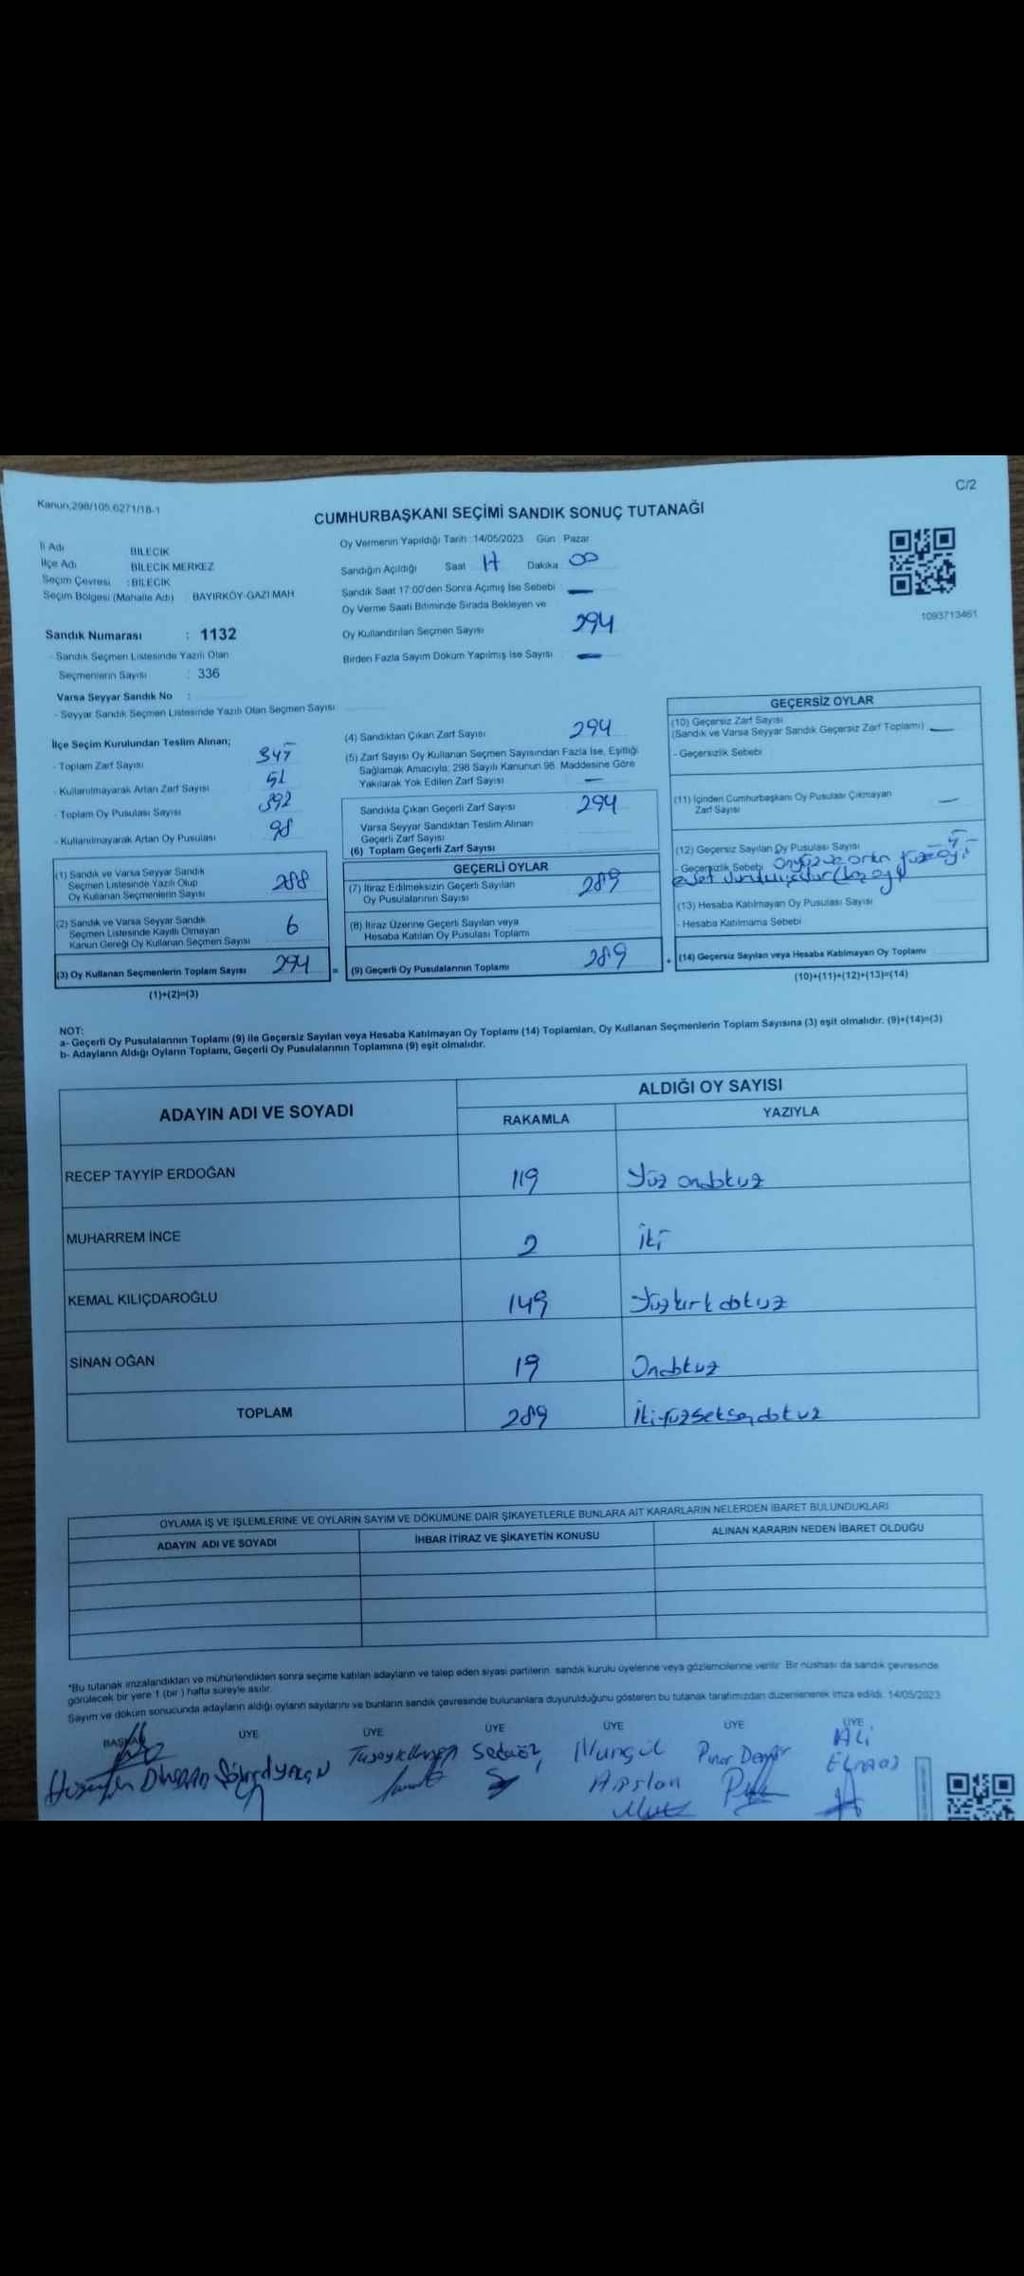 Kanun:298/105,6271/18-1
C/2
CUMHURBAŞKANI SEÇİMİ SANDIK SONUÇ TUTANAĞI
İl Adı BİLECİK
İlçe Adı BİLECİK MERKEZ
Seçim Çevresi : BİLECİK
Seçim Bölgesi (Mahalle Adı) : BAYIRKÖY-GAZİ MAH
Sandık Numarası : 1132
- Sandık Seçmen Listesinde Yazılı Olan
Seçmenlerin Sayısı : 336
Varsa Seyyar Sandık No :
- Seyyar Sandık Seçmen Listesinde Yazılı Olan Seçmen Sayısı
Oy Vermenin Yapıldığı Tarih :14/05/2023 Gün : Pazar
Sandığın Açıldığı Saat 17 Dakika 00
Sandık Saat 17:00'den Sonra Açımış İse Sebebi —
Oy Verme Saati Bitiminde Sırada Bekleyen ve
Oy Kullandırılan Seçmen Sayısı 294
Birden Fazla Sayım Döküm Yapılmış İse Sayısı —
1093713461
İlçe Seçim Kurulundan Teslim Alınan;
- Toplam Zarf Sayısı
- Kullanılmayarak Artan Zarf Sayısı 51
- Toplam Oy Pusulası Sayısı 392
- Kullanılmayarak Artan Oy Pusulası 98
(1) Sandık ve Varsa Seyyar Sandık
Seçmen Listesinde Yazılı Olup
Oy Kullanan Seçmenlerin Sayısı 288
(2) Sandık ve Varsa Seyyar Sandık
Seçmen Listesinde Kayıtlı Olmayan
Kanun Gereği Oy Kullanan Seçmen Sayısı 6
(3) Oy Kullanan Seçmenlerin Toplam Sayısı 294 =
(1)+(2)=(3)
(4) Sandıktan Çıkan Zarf Sayısı 294
(5) Zarf Sayısı Oy Kullanan Seçmen Sayısından Fazla İse, Eşitliği
Sağlamak Amacıyla; 298 Sayılı Kanunun 98. Maddesine Göre
Yakılarak Yok Edilen Zarf Sayısı —
Sandıkta Çıkan Geçerli Zarf Sayısı 294
Varsa Seyyar Sandıktan Teslim Alınan
Geçerli Zarf Sayısı
(6) Toplam Geçerli Zarf Sayısı
GEÇERLİ OYLAR
(7) İtiraz Edilmeksizin Geçerli Sayılan
Oy Pusulalarının Sayısı 289
(8) İtiraz Üzerine Geçerli Sayılan veya
Hesaba Katılan Oy Pusulası Toplamı
(9) Geçerli Oy Pusulalarının Toplamı 289 +
GEÇERSİZ OYLAR
(10) Geçersiz Zarf Sayısı
(Sandık ve Varsa Seyyar Sandık Geçersiz Zarf Toplamı) —
- Geçersizlik Sebebi
(11) İçinden Cumhurbaşkanı Oy Pusulası Çıkmayan
Zarf Sayısı —
(12) Geçersiz Sayılan Oy Pusulası Sayısı
- Geçersizlik Sebebi
(13) Hesaba Katılmayan Oy Pusulası Sayısı
- Hesaba Katılmama Sebebi
(14) Geçersiz Sayılan veya Hesaba Katılmayan Oy Toplamı
(10)+(11)+(12)+(13)=(14)
NOT:
a- Geçerli Oy Pusulalarının Toplamı (9) ile Geçersiz Sayılan veya Hesaba Katılmayan Oy Toplamı (14) Toplamları, Oy Kullanan Seçmenlerin Toplam Sayısına (3) eşit olmalıdır. (9)+(14)=(3)
b- Adayların Aldığı Oyların Toplamı, Geçerli Oy Pusulalarının Toplamına (9) eşit olmalıdır.
ADAYIN ADI VE SOYADI
ALDIĞI OY SAYISI
RAKAMLA YAZIYLA
RECEP TAYYİP ERDOĞAN 119 Yüz ondokuz
MUHARREM İNCE 2 İki
KEMAL KILIÇDAROĞLU 149 Yüzkırk dokuz
SİNAN OĞAN 19 Ondokuz
TOPLAM 289 İkiyüzseksendokuz
OYLAMA İŞ VE İŞLEMLERİNE VE OYLARIN SAYIM VE DÖKÜMÜNE DAİR ŞİKAYETLERLE BUNLARA AİT KARARLARIN NELERDEN İBARET BULUNDUKLARI
ADAYIN ADI VE SOYADI İHBAR İTİRAZ VE ŞİKAYETİN KONUSU ALINAN KARARIN NEDEN İBARET OLDUĞU
*Bu tutanak imzalandıktan ve mühürlendikten sonra seçime katılan adayların ve talep eden siyasi partilerin sandık kurulu üyelerine veya gözlemcilerine verilir. Bir nüshası da sandık çevresinde
görülecek bir yere 1 (bir ) hafta süreyle asılır.
Sayım ve döküm sonucunda adayların aldığı oyların sayılarını ve bunların sandık çevresinde bulunanlara duyurulduğunu gösteren bu tutanak tarafımızdan düzenlenerek imza edildi. 14/05/2023
BAŞKAN ÜYE ÜYE ÜYE ÜYE ÜYE ÜYE
Pınar Demir Ali
Arslan